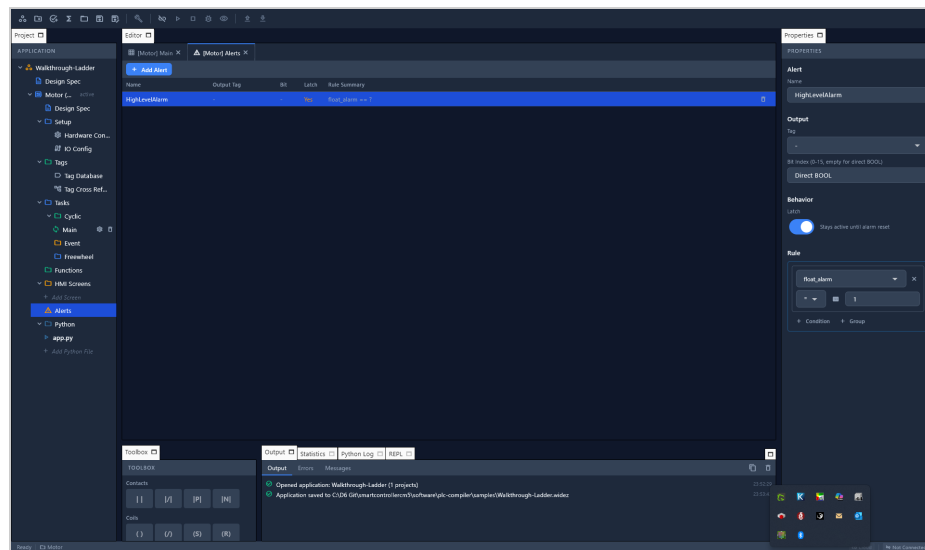 Project
Editor
Properties
APPLICATION
Walkthrough-Ladder
Design Spec
Motor (... active
Design Spec
Setup
Hardware Con...
IO Config
Tags
Tag Database
Tag Cross Ref...
Tasks
Cyclic
Main
Event
Freewheel
Functions
HMI Screens
+ Add Screen
Alerts
Python
app.py
+ Add Python File
[Motor] Main ×
[Motor] Alerts ×
+ Add Alert
Name Output Tag Bit Latch Rule Summary
HighLevelAlarm - - Yes float_alarm == ?
PROPERTIES
Alert
Name
HighLevelAlarm
Output
Tag
-
Bit Index (0-15, empty for direct BOOL)
Direct BOOL
Behavior
Latch
Stays active until alarm reset
Rule
float_alarm ×
1
+ Condition + Group
Toolbox
TOOLBOX
Contacts
| | |/| |P| |N|
Coils
( ) (/) (S) (R)
Output Statistics Python Log REPL
Output Errors Messages
Opened application: Walkthrough-Ladder (1 projects)
Application saved to C:\D6 Git\smartcontrollercm5\software\plc-compiler\samples\Walkthrough-Ladder.widez
Ready Motor